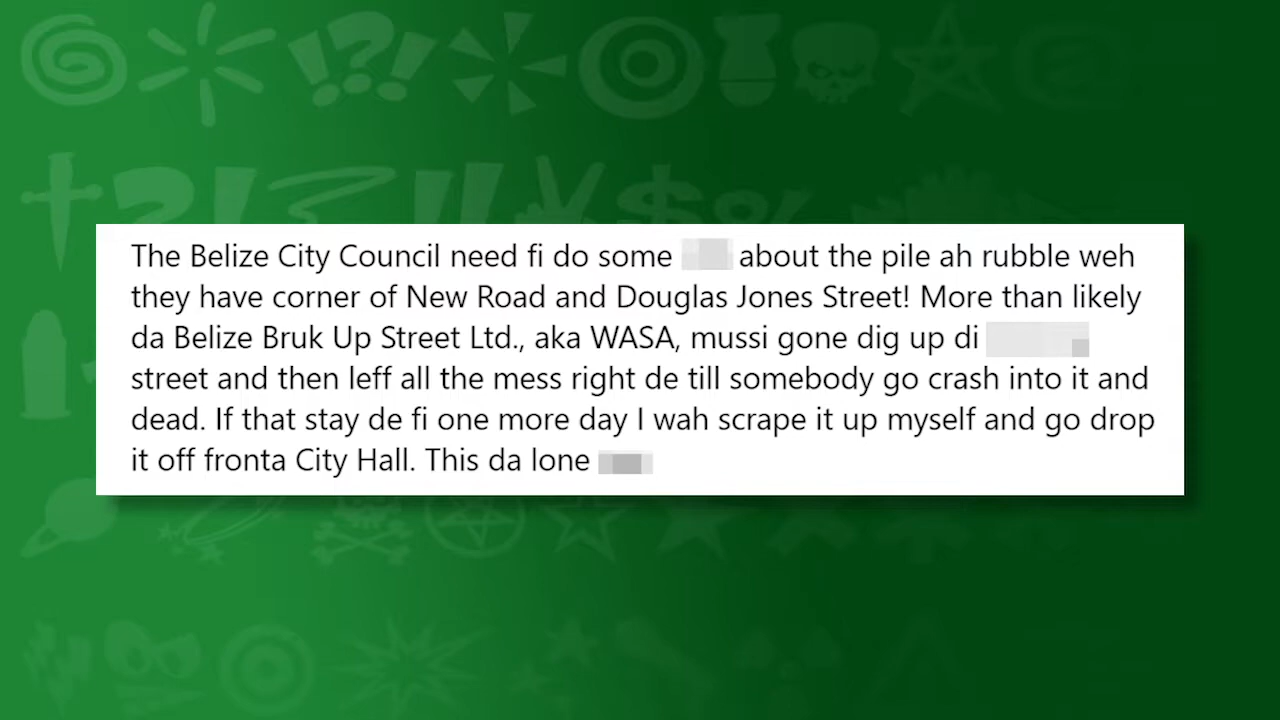 The Belize City Council need fi do some about the pile ah rubble weh
they have corner of New Road and Douglas Jones Street! More than likely
da Belize Bruk Up Street Ltd., aka WASA, mussi gone dig up di
street and then leff all the mess right de till somebody go crash into it and
dead. If that stay de fi one more day I wah scrape it up myself and go drop
it off fronta City Hall. This da lone